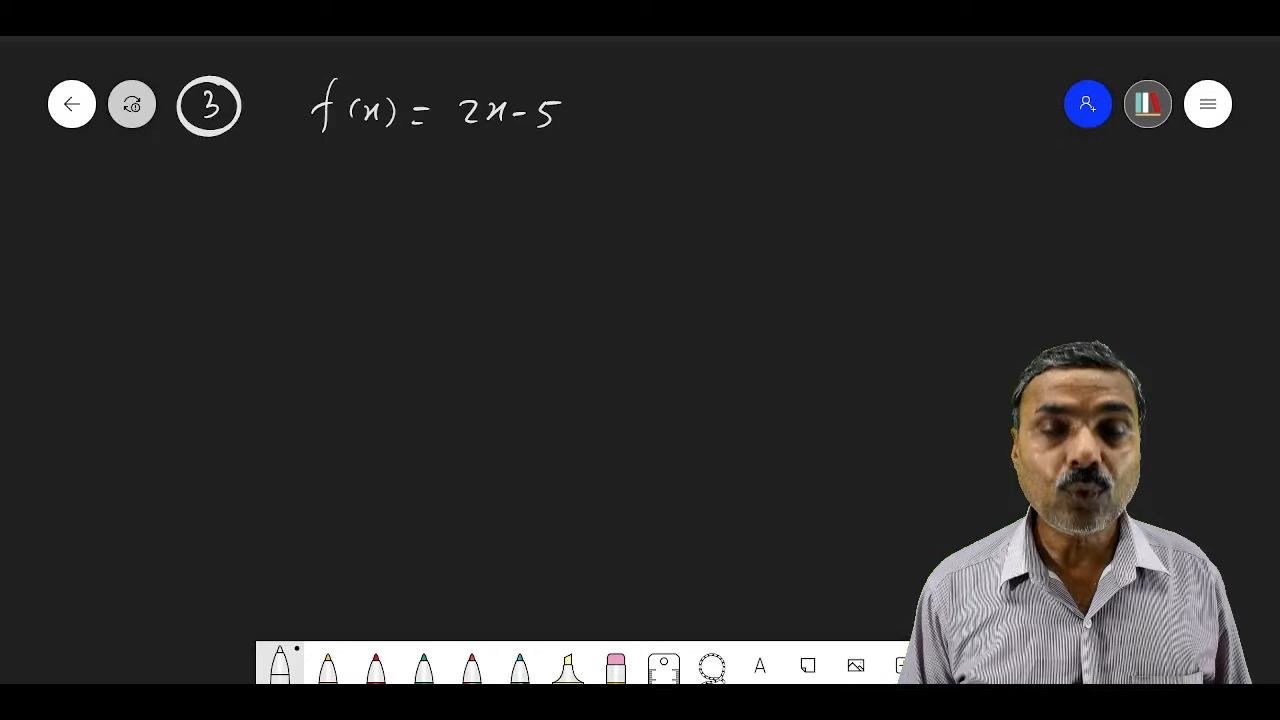 3 f(x) = 2x-5
A